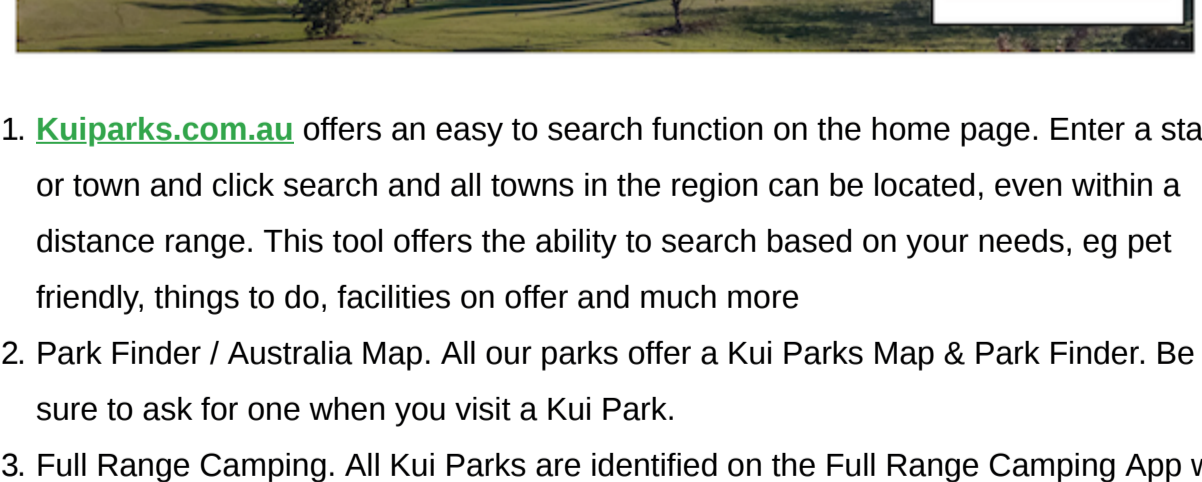 1. Kuiparks.com.au offers an easy to search function on the home page. Enter a
or town and click search and all towns in the region can be located, even within a
distance range. This tool offers the ability to search based on your needs, eg pet
friendly, things to do, facilities on offer and much more
2. Park Finder / Australia Map. All our parks offer a Kui Parks Map & Park Finder. Be
sure to ask for one when you visit a Kui Park.
3. Full Range Camping. All Kui Parks are identified on the Full Range Camping App